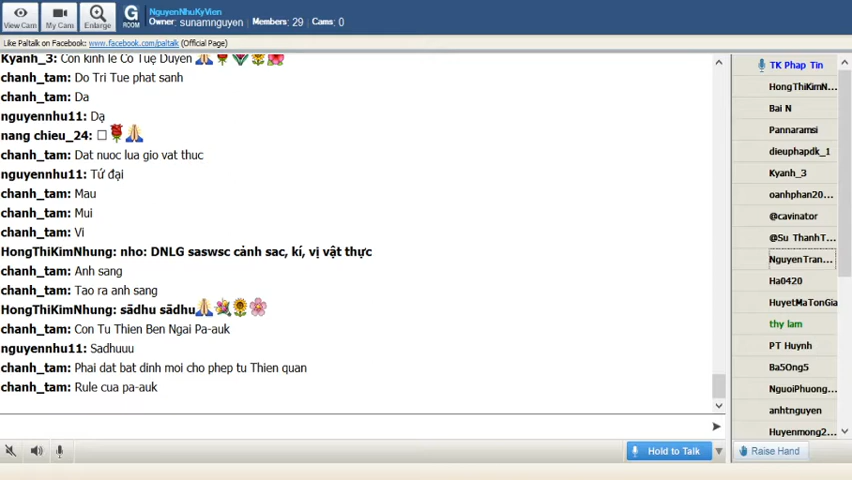 View Cam
My Cams
Enlarge
G
ROOM
NguyenNhuKyVien
Owner: sunamnguyen Members: 29 Cams: 0
Like Paltalk on Facebook: www.facebook.com/paltalk (Official Page)
Kyanh_3: Con kinh le Co Tuệ Duyên
chanh_tam: Do Tri Tue phat sanh
chanh_tam: Da
nguyennhu11: Dạ
nang chieu_24:
chanh_tam: Dat nuoc lua gio vat thuc
nguyennhu11: Tứ đại
chanh_tam: Mau
chanh_tam: Mui
chanh_tam: Vi
HongThiKimNhung: nho: DNLG saswsc cảnh sac, kí, vị vật thực
chanh_tam: Anh sang
chanh_tam: Tao ra anh sang
HongThiKimNhung: sādhu sādhu
chanh_tam: Con Tu Thien Ben Ngai Pa-auk
nguyennhu11: Sadhuuu
chanh_tam: Phai dat bat dinh moi cho phep tu Thien quan
chanh_tam: Rule cua pa-auk
Hold to Talk
TK Phap Tin
HongThiKimN...
Bai N
Pannaramsi
dieuphapdk_1
Kyanh_3
oanhphan20...
@cavinator
@Su ThanhT...
NguyenTran...
Ha0420
HuyetMaTonGia
thy lam
PT Huynh
Ba5Ong5
NguoiPhuong...
anhtnguyen
Huyenmong2...
Raise Hand